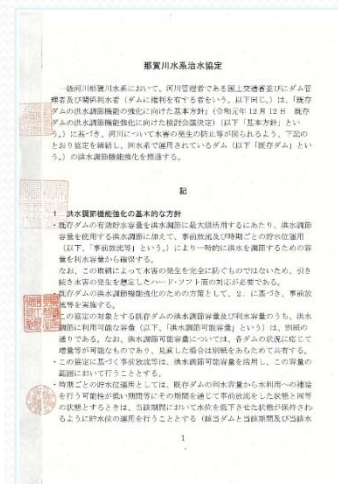 那賀川水系治水協定
一級河川那賀川水系において、河川管理者である国土交通省並びにダム管
理者及び関係利水者(ダムに権利を有する者をいう。以下同じ。)は、「既存
ダムの洪水調節機能の強化に向けた基本方針」(令和元年12月12日 既存
ダムの洪水調節機能強化に向けた検討会議決定)(以下「基本方針」とい
う。)に基づき、河川について水害の発生の防止等が図られるよう、下記の
とおり協定を締結し、同水系で運用されているダム(以下「既存ダム」とい
う。)の洪水調節機能強化を推進する。
記
1.洪水調節機能強化の基本的な方針
・既存ダムの有効貯水容量を洪水調節に最大限活用するにあたり、洪水調節
容量を使用する洪水調節に加えて、事前放流及び時期ごとの貯水位運用
(以下「事前放流等」という。)により一時的に洪水を調節するための容
量を利水容量から確保する。
なお、この取組によって水害の発生を完全に防ぐものではないため、引き
続き水害の発生を想定したハード・ソフト面の対応が必要である。
・既存ダムの洪水調節機能強化のための方策として、2.に基づき、事前放
流等を実施する。
・この協定の対象とする既存ダムの洪水調節容量及び利水容量のうち、洪水
調節に利用可能な容量(以下、「洪水調節可能容量」という)は、別紙の
通りである。なお、洪水調節可能容量については、各ダムの状況に応じて
増量等が可能なものであり、見直した場合は別紙をあらためて共有する。
・この協定に基づく事前放流等は、洪水調節可能容量を活用し、この容量の
範囲において行うこととする。
・時期ごとの貯水位運用としては、既存ダムの利水容量から水利用への補給
を行う可能性が低い期間等にその期間を通じて事前放流をした状態と同等
の状態とするときは、当該期間において水位を低下させた状態が保持され
るように貯水位の運用を行うこととする(該当ダムと当該期間及び当該水
1